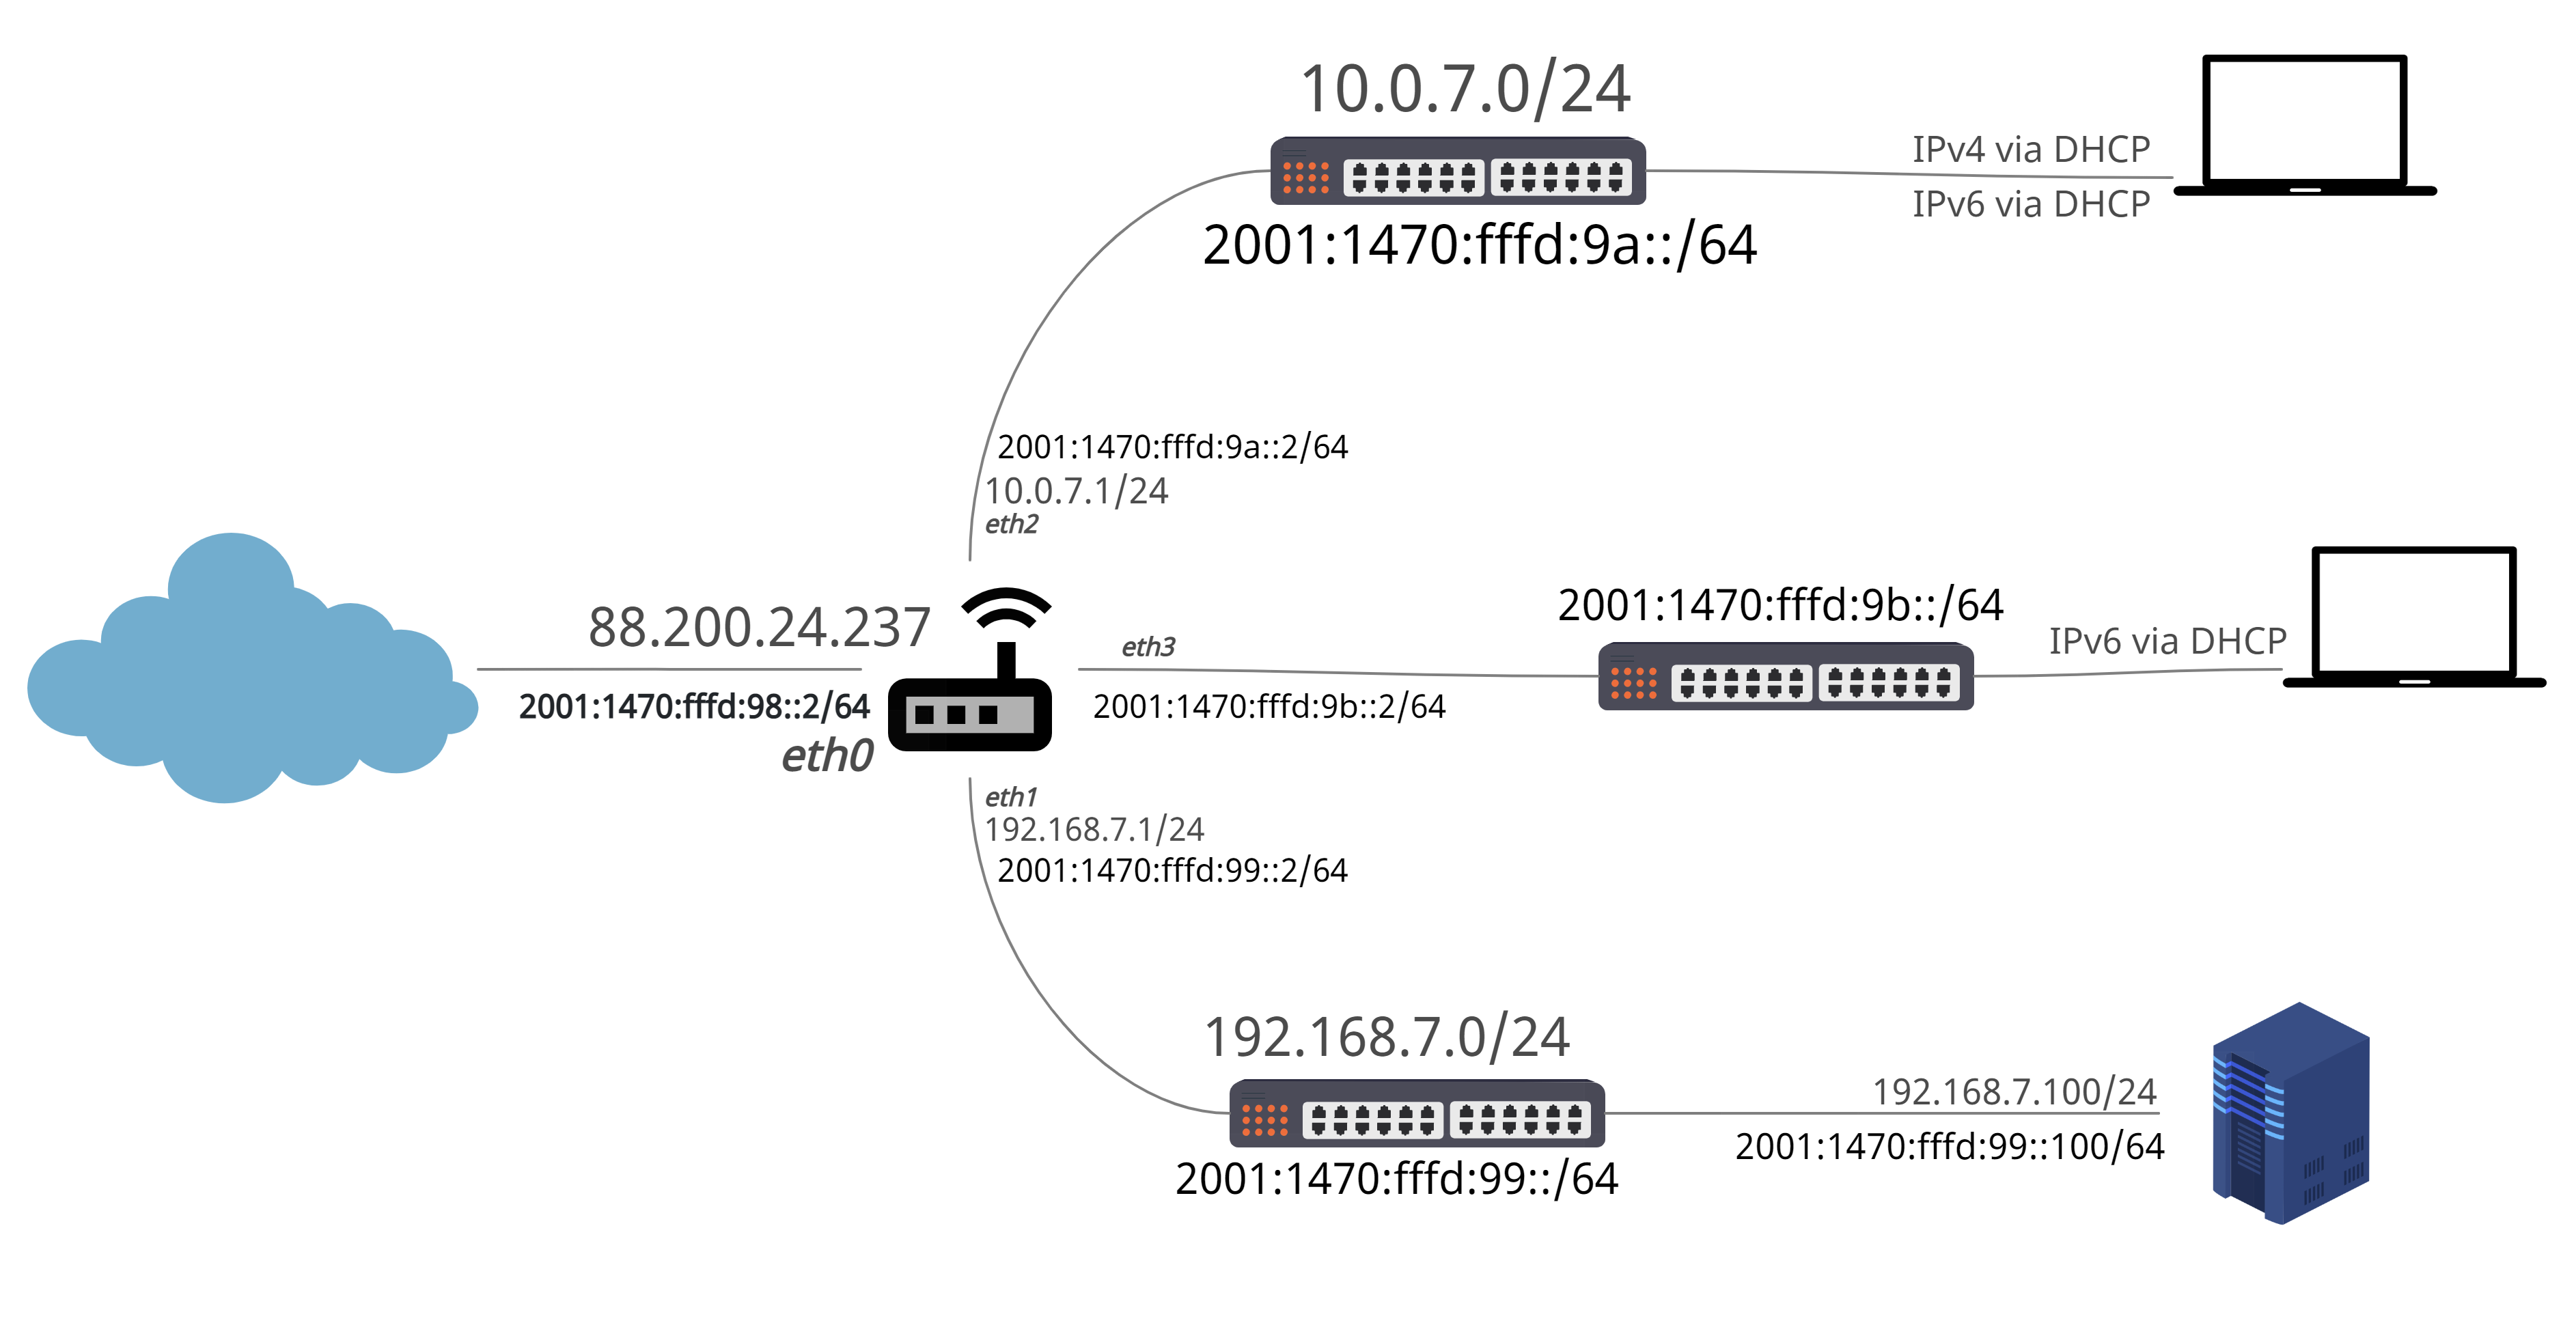 10.0.7.0/24
IPv4 via DHCP
IPv6 via DHCP
2001:1470:fffd:9a::/64
2001:1470:fffd:9a::2/64
10.0.7.1/24
eth2
88.200.24.237
2001:1470:fffd:98::2/64
eth0
eth3
2001:1470:fffd:9b::2/64
2001:1470:fffd:9b::/64
IPv6 via DHCP
eth1
192.168.7.1/24
2001:1470:fffd:99::2/64
192.168.7.0/24
2001:1470:fffd:99::/64
192.168.7.100/24
2001:1470:fffd:99::100/64